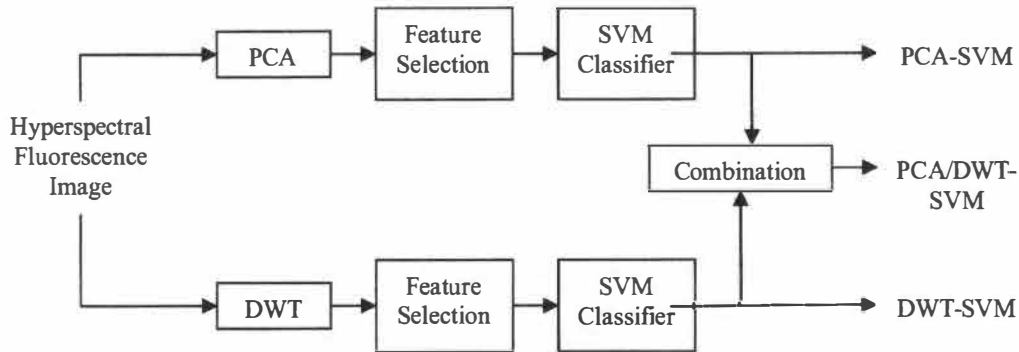 PCA
Feature
Selection
SVM
Classifier
PCA-SVM
Hyperspectral
Fluorescence
Image
Combination
PCA/DWT-
SVM
DWT
Feature
Selection
SVM
Classifier
DWT-SVM